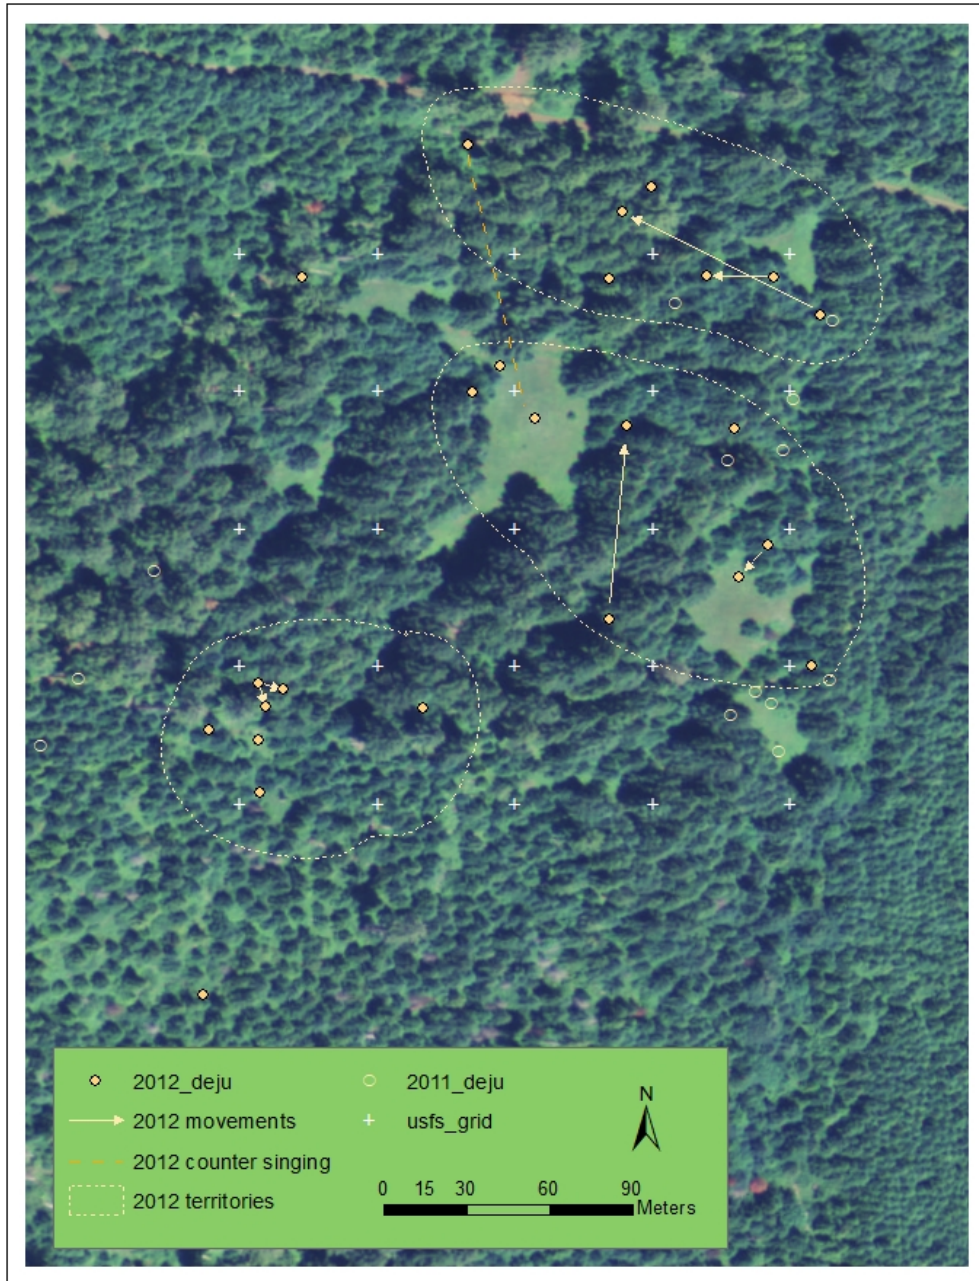 2012_deju
2011_deju
2012 movements
usfs_grid
2012 counter singing
2012 territories
N
0 15 30 60 90
Meters